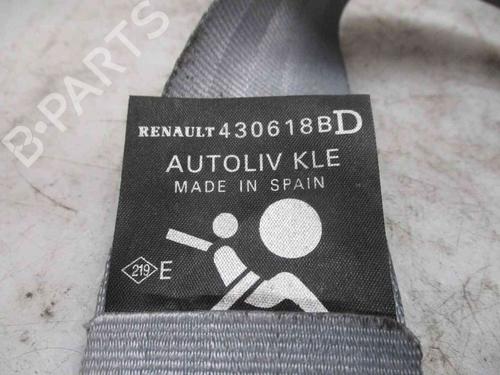 B-PARTS
RENAULT 430618BD
AUTOLIV KLE
MADE IN SPAIN
219 E